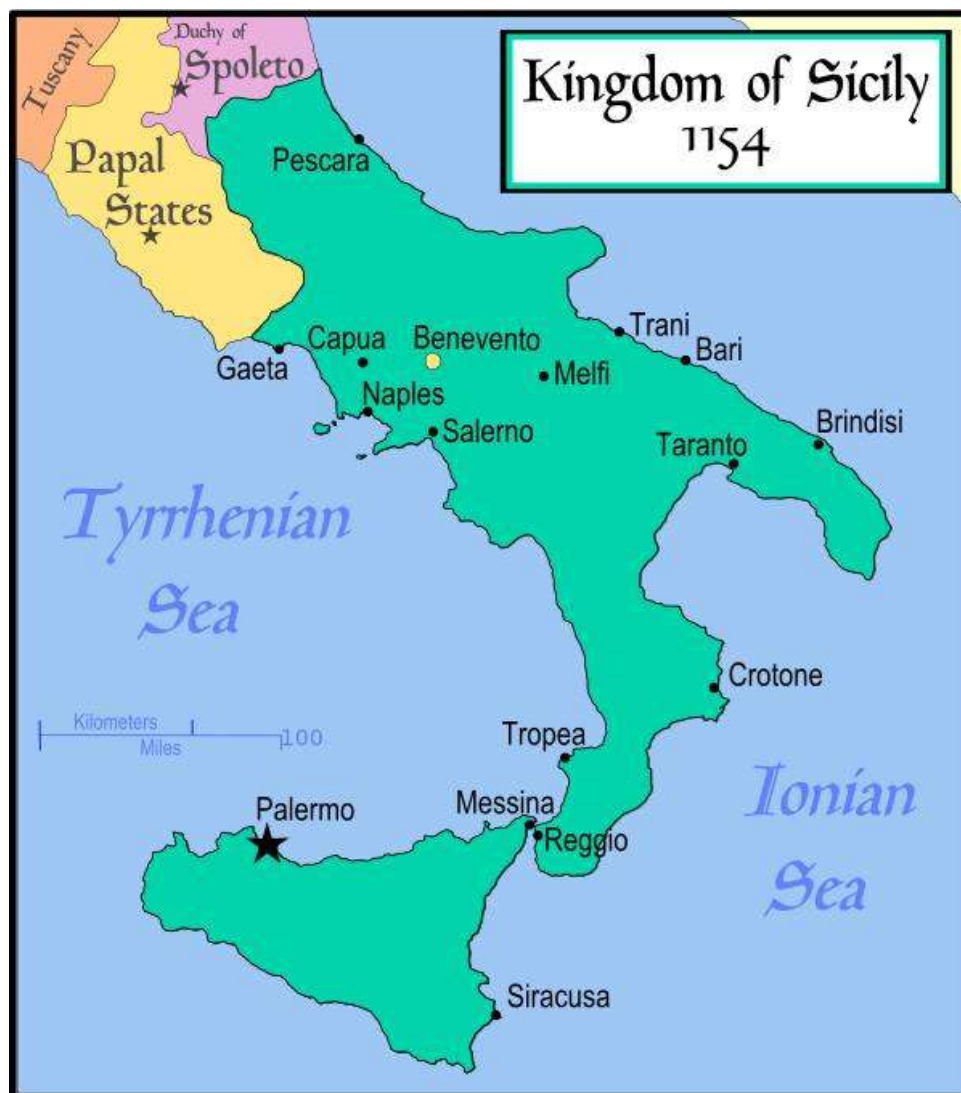 Tuscany
Duchy of
Spoleto
Kingdom of Sicily
1154
Papal
States
Pescara
Trani
Bari
Capua
Benevento
Gaeta
Melfi
Naples
Salerno
Brindisi
Taranto
Tyrrhenian
Sea
Crotone
Kilometers
Miles
100
Tropea
Ionian
Sea
Palermo
Messina
Reggio
Siracusa